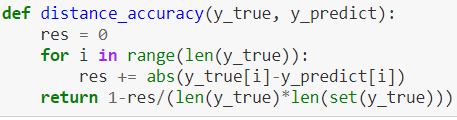 def distance_accuracy(y_true, y_predict):
    res = 0
    for i in range(len(y_true)):
        res += abs(y_true[i]-y_predict[i])
    return 1-res/(len(y_true)*len(set(y_true)))